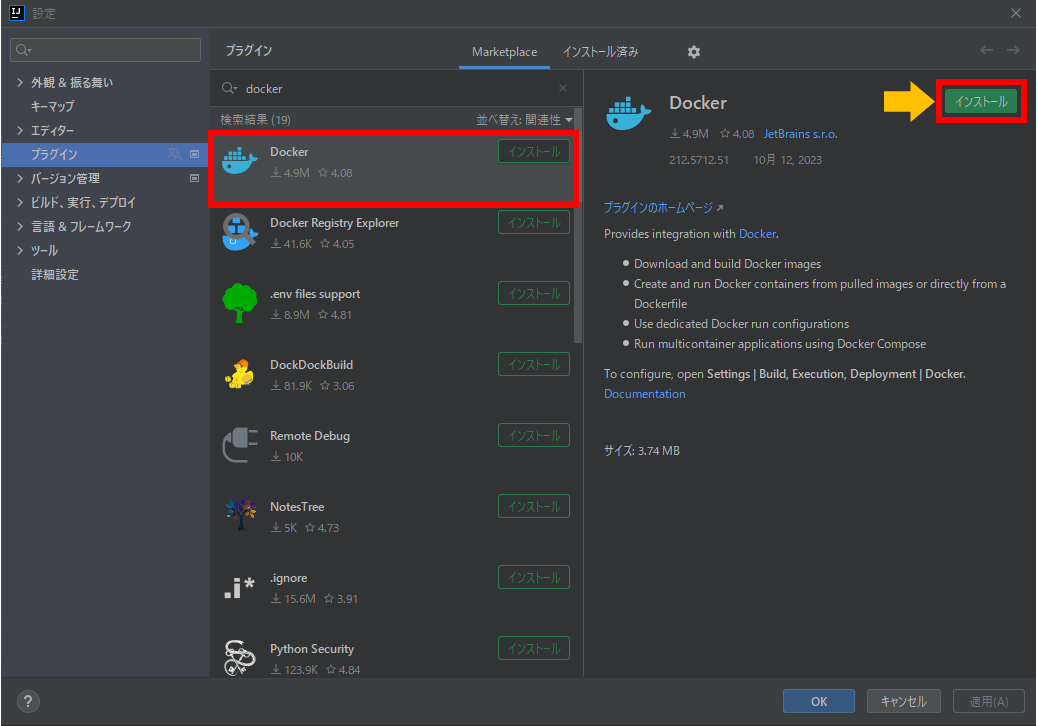 設定
プラグイン
Marketplace
インストール済み
外観 & 振る舞い
キーマップ
エディター
プラグイン
バージョン管理
ビルド、実行、デプロイ
言語 & フレームワーク
ツール
詳細設定
docker
検索結果 (19)
並べ替え: 関連性
Docker
インストール
4.9M 4.08
Docker Registry Explorer
インストール
41.6K 4.05
.env files support
インストール
8.9M 4.81
DockDockBuild
インストール
81.9K 3.06
Remote Debug
インストール
10K
NotesTree
インストール
5K 4.73
.i*
.ignore
インストール
15.6M 3.91
Python Security
インストール
123.9K 4.84
Docker
インストール
4.9M 4.08 JetBrains s.r.o.
212.5712.51 10月 12, 2023
プラグインのホームページ
Provides integration with Docker.
Download and build Docker images
Create and run Docker containers from pulled images or directly from a
Dockerfile
Use dedicated Docker run configurations
Run multicontainer applications using Docker Compose
To configure, open Settings | Build, Execution, Deployment | Docker.
Documentation
サイズ: 3.74 MB
?
OK
キャンセル
適用(A)